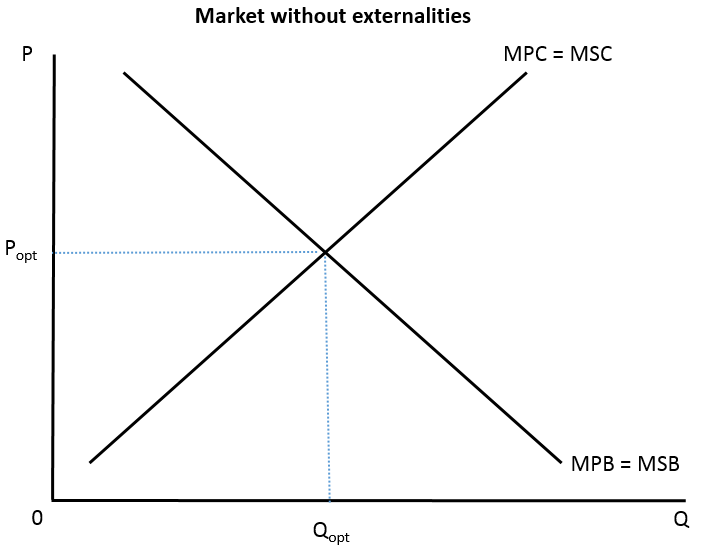 Market without externalities
P
MPC = MSC
Popt
MPB = MSB
0
Qopt
Q